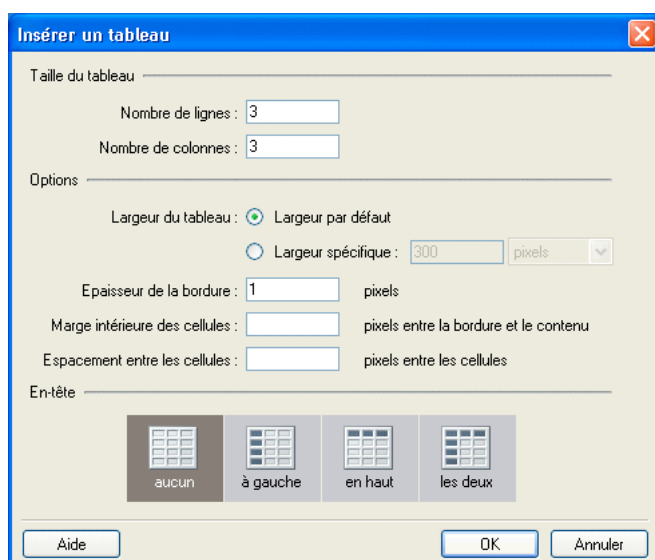 Insérer un tableau
Taille du tableau
Nombre de lignes : 3
Nombre de colonnes : 3
Options
Largeur du tableau : Largeur par défaut
Largeur spécifique : 300 pixels
Epaisseur de la bordure : 1 pixels
Marge intérieure des cellules : pixels entre la bordure et le contenu
Espacement entre les cellules : pixels entre les cellules
En-tête
aucun à gauche en haut les deux
Aide OK Annuler